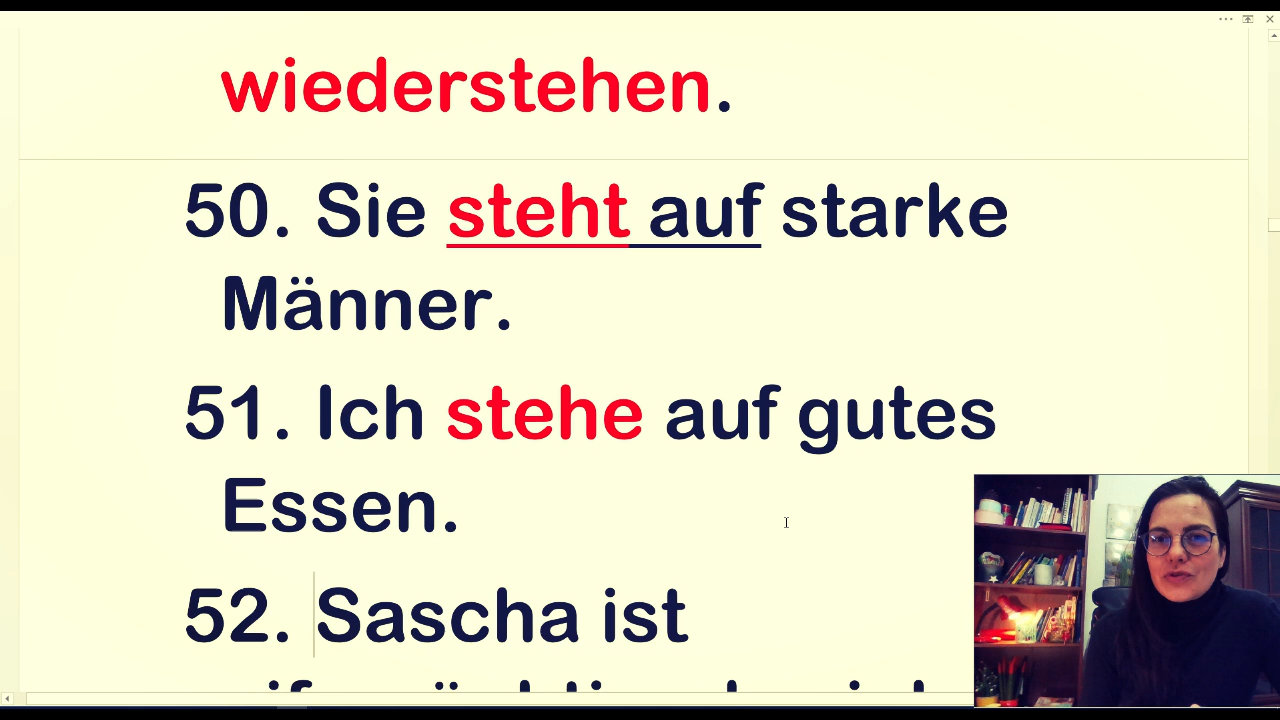 wiederstehen.
50. Sie steht auf starke
Männer.
51. Ich stehe auf gutes
Essen.
52. Sascha ist